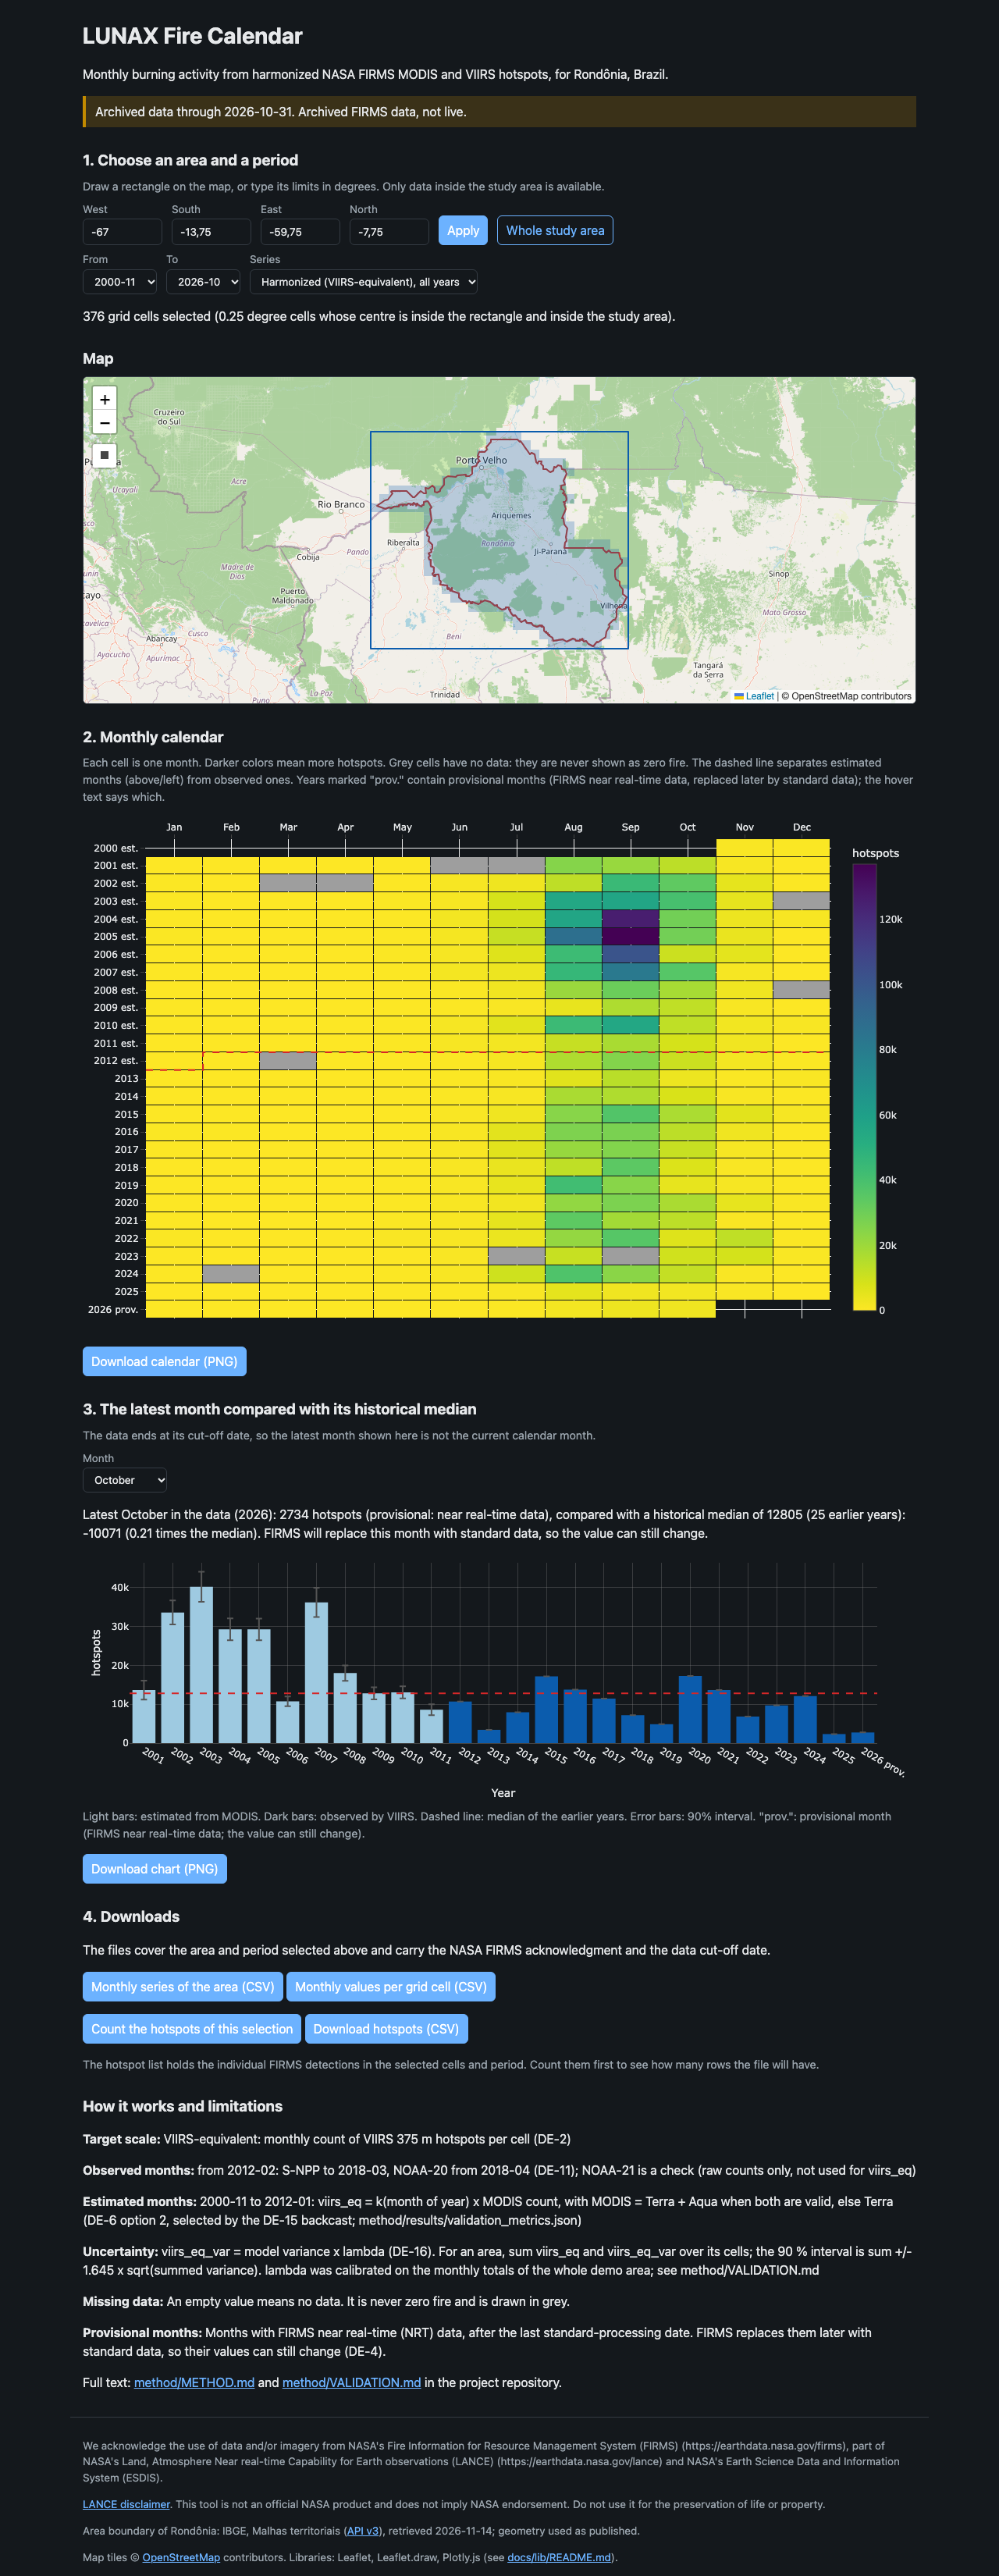 LUNAX Fire Calendar
Monthly burning activity from harmonized NASA FIRMS MODIS and VIIRS hotspots, for Rondônia, Brazil.
Archived data through 2026-10-31. Archived FIRMS data, not live.
1. Choose an area and a period
Draw a rectangle on the map, or type its limits in degrees. Only data inside the study area is available.
West South East North
-67 -13,75 -59,75 -7,75 Apply Whole study area
From To Series
2000-11 2026-10 Harmonized (VIIRS-equivalent), all years
376 grid cells selected (0.25 degree cells whose centre is inside the rectangle and inside the study area).
Map
+
−
Cruzeiro
do Sul
Ucayali
Acre
Rio Branco
Porto Velho
Ariquemes
Rondônia
Ji-Paraná
Riberalta
Pando
Cobija
Madre de
Dios
Puerto
Maldonado
Vilhena
Sinop
Mato Grosso
Abancay
Cusco
Ayacucho
Apurímac
Puno
La Paz
Beni
Trinidad
Tangará
da Serra
Leaflet | © OpenStreetMap contributors
2. Monthly calendar
Each cell is one month. Darker colors mean more hotspots. Grey cells have no data: they are never shown as zero fire. The dashed line separates estimated
months (above/left) from observed ones. Years marked "prov." contain provisional months (FIRMS near real-time data, replaced later by standard data); the hover
text says which.
Jan Feb Mar Apr May Jun Jul Aug Sep Oct Nov Dec
2000 est.
2001 est.
2002 est.
2003 est.
2004 est.
2005 est.
2006 est.
2007 est.
2008 est.
2009 est.
2010 est.
2011 est.
2012 est.
2013
2014
2015
2016
2017
2018
2019
2020
2021
2022
2023
2024
2025
2026 prov.
hotspots
120k
100k
80k
60k
40k
20k
0
Download calendar (PNG)
3. The latest month compared with its historical median
The data ends at its cut-off date, so the latest month shown here is not the current calendar month.
Month
October
Latest October in the data (2026): 2734 hotspots (provisional: near real-time data), compared with a historical median of 12805 (25 earlier years):
-10071 (0.21 times the median). FIRMS will replace this month with standard data, so the value can still change.
hotspots
40k
30k
20k
10k
0
2001 2002 2003 2004 2005 2006 2007 2008 2009 2010 2011 2012 2013 2014 2015 2016 2017 2018 2019 2020 2021 2022 2023 2024 2025 2026 prov.
Year
Light bars: estimated from MODIS. Dark bars: observed by VIIRS. Dashed line: median of the earlier years. Error bars: 90% interval. "prov.": provisional month
(FIRMS near real-time data; the value can still change).
Download chart (PNG)
4. Downloads
The files cover the area and period selected above and carry the NASA FIRMS acknowledgment and the data cut-off date.
Monthly series of the area (CSV) Monthly values per grid cell (CSV)
Count the hotspots of this selection Download hotspots (CSV)
The hotspot list holds the individual FIRMS detections in the selected cells and period. Count them first to see how many rows the file will have.
How it works and limitations
Target scale: VIIRS-equivalent: monthly count of VIIRS 375 m hotspots per cell (DE-2)
Observed months: from 2012-02: S-NPP to 2018-03, NOAA-20 from 2018-04 (DE-11); NOAA-21 is a check (raw counts only, not used for viirs_eq)
Estimated months: 2000-11 to 2012-01: viirs_eq = k(month of year) x MODIS count, with MODIS = Terra + Aqua when both are valid, else Terra
(DE-6 option 2, selected by the DE-15 backcast; method/results/validation_metrics.json)
Uncertainty: viirs_eq_var = model variance x lambda (DE-16). For an area, sum viirs_eq and viirs_eq_var over its cells; the 90 % interval is sum +/-
1.645 x sqrt(summed variance). lambda was calibrated on the monthly totals of the whole demo area; see method/VALIDATION.md
Missing data: An empty value means no data. It is never zero fire and is drawn in grey.
Provisional months: Months with FIRMS near real-time (NRT) data, after the last standard-processing date. FIRMS replaces them later with
standard data, so their values can still change (DE-4).
Full text: method/METHOD.md and method/VALIDATION.md in the project repository.
We acknowledge the use of data and/or imagery from NASA's Fire Information for Resource Management System (FIRMS) (https://earthdata.nasa.gov/firms), part of
NASA's Land, Atmosphere Near real-time Capability for Earth observations (LANCE) (https://earthdata.nasa.gov/lance) and NASA's Earth Science Data and Information
System (ESDIS).
LANCE disclaimer. This tool is not an official NASA product and does not imply NASA endorsement. Do not use it for the preservation of life or property.
Area boundary of Rondônia: IBGE, Malhas territoriais (API v3), retrieved 2026-11-14; geometry used as published.
Map tiles © OpenStreetMap contributors. Libraries: Leaflet, Leaflet.draw, Plotly.js (see docs/lib/README.md).